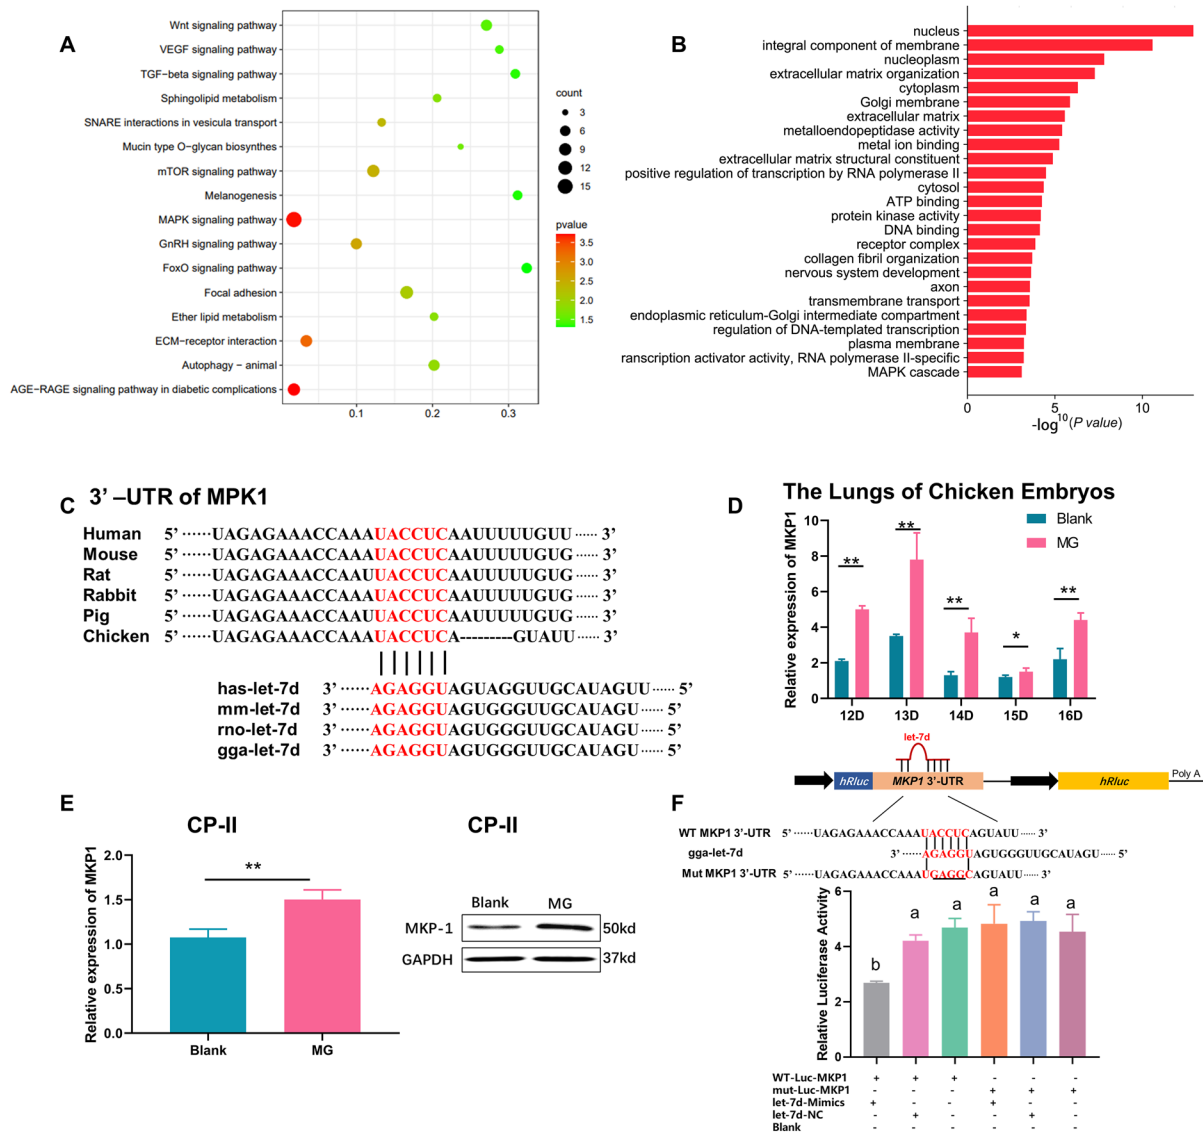 A
Wnt signaling pathway
VEGF signaling pathway
TGF−beta signaling pathway
Sphingolipid metabolism
SNARE interactions in vesicula transport
Mucin type O−glycan biosynthes
mTOR signaling pathway
Melanogenesis
MAPK signaling pathway
GnRH signaling pathway
FoxO signaling pathway
Focal adhesion
Ether lipid metabolism
ECM−receptor interaction
Autophagy − animal
AGE−RAGE signaling pathway in diabetic complications
0.1 0.2 0.3
count
3
6
9
12
15
pvalue
3.5
3.0
2.5
2.0
1.5
B
nucleus
integral component of membrane
nucleoplasm
extracellular matrix organization
cytoplasm
Golgi membrane
extracellular matrix
metalloendopeptidase activity
metal ion binding
extracellular matrix structural constituent
positive regulation of transcription by RNA polymerase II
cytosol
ATP binding
protein kinase activity
DNA binding
receptor complex
collagen fibril organization
nervous system development
axon
transmembrane transport
endoplasmic reticulum-Golgi intermediate compartment
regulation of DNA-templated transcription
plasma membrane
ranscription activator activity, RNA polymerase II-specific
MAPK cascade
0 5 10
-log10(P value)
C 3’ –UTR of MPK1
Human 5’ ······UAGAGAAACCAAAUACCUCAAUUUUUGUU······ 3’
Mouse 5’ ······UAGAGAAACCAAAUACCUCAAUUUUUGUG······ 3’
Rat 5’ ······UAGAGAAACCAAUUACCUCAAUUUUUGUG······ 3’
Rabbit 5’ ······UAGAGAAACCAAAUACCUCAAUUUUUGUG······ 3’
Pig 5’ ······UAGAGAAACCAAUUACCUCAAUUUUUGUG······ 3’
Chicken 5’ ······UAGAGAAACCAAAUACCUCA---------GUAUU······ 3’
has-let-7d 3’ ······AGAGGUAGUAGGUUGCAUAGUU······ 5’
mm-let-7d 3’ ······AGAGGUAGUGGGUUGCAUAGU······ 5’
rno-let-7d 3’ ······AGAGGUAGUGGGUUGCAUAGU······ 5’
gga-let-7d 3’ ······AGAGGUAGUGGGUUGCAUAGU······ 5’
D The Lungs of Chicken Embryos
Relative expression of MKP1
10
8
6
4
2
0
** ** ** * **
Blank
MG
12D 13D 14D 15D 16D
E
CP-II
Relative expression of MKP1
2.0
1.5
1.0
0.5
0.0
**
Blank MG
CP-II
Blank MG
MKP-1 50kd
GAPDH 37kd
F
let-7d
hRluc MKP1 3’-UTR hRluc Poly A
WT MKP1 3’-UTR 5’ ······UAGAGAAACCAAAUACCUCAGUAUU······ 3’
gga-let-7d 3’ ······AGAGGUAGUGGGUUGCAUAGU······ 5’
Mut MKP1 3’-UTR 5’ ······UAGAGAAACCAAAUGAGGCAGUAUU······ 3’
Relative Luciferase Activity
6
4
2
0
b a a a a a
WT-Luc-MKP1 + + + - - -
mut-Luc-MKP1 - - - + + +
let-7d-Mimics + - - + - -
let-7d-NC - + - - + -
Blank - - - - - -